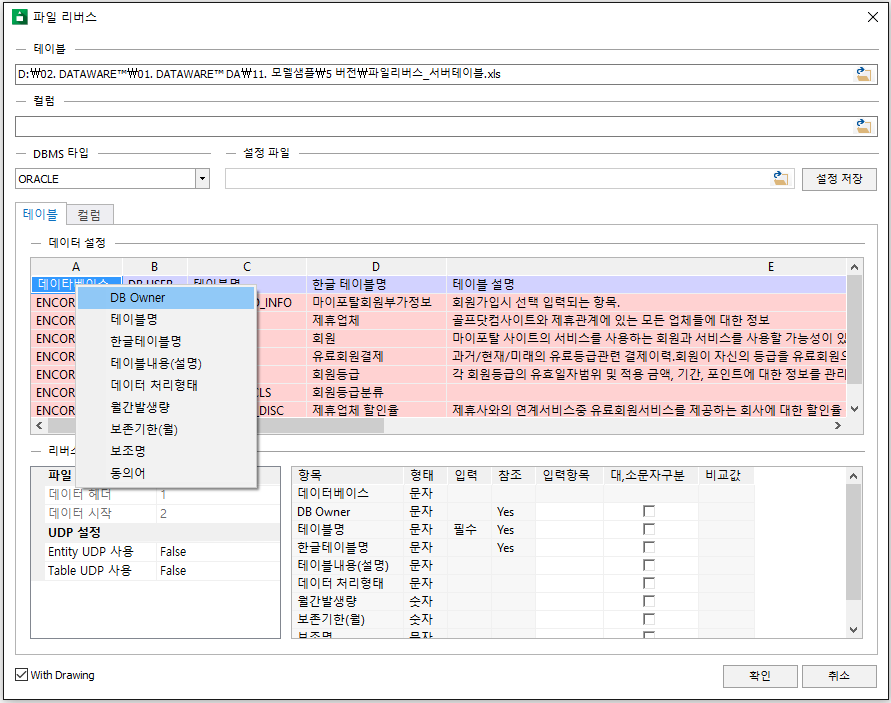 파일 리버스
테이블
D:₩02. DATAWARE™₩01. DATAWARE™ DA₩11. 모델샘플₩5 버전₩파일리버스_서버테이블.xls
컬럼
DBMS 타입 설정 파일
ORACLE 설정 저장
테이블 컬럼
데이터 설정
A B C D E
데이타베이스 DB USER 테이블명 한글 테이블명 테이블 설명
ENCOR O_INFO 마이포탈회원부가정보 회원가입시 선택 입력되는 항목.
ENCOR 제휴업체 골프닷컴사이트와 제휴관계에 있는 모든 업체들에 대한 정보
ENCOR 회원 마이포탈 사이트의 서비스를 사용하는 회원과 서비스를 사용할 가능성이 있
ENCOR 유료회원결제 과거/현재/미래의 유료등급관련 결제이력.회원이 자신의 등급을 유료회원으
ENCOR 회원등급 각 회원등급의 유효일자범위 및 적용 금액, 기간, 포인트에 대한 정보를 관리
ENCOR CLS 회원등급분류
ENCOR _DISC 제휴업체 할인율 제휴사와의 연계서비스중 유료회원서비스를 제공하는 회사에 대한 할인율
DB Owner
테이블명
한글테이블명
테이블내용(설명)
데이터 처리형태
월간발생량
보존기한(월)
보조명
동의어
리버스
파일
데이터 헤더 1
데이터 시작 2
UDP 설정
Entity UDP 사용 False
Table UDP 사용 False
항목 형태 입력 참조 입력항목 대,소문자구분 비교값
데이터베이스 문자
DB Owner 문자 Yes
테이블명 문자 필수 Yes
한글테이블명 문자 Yes
테이블내용(설명) 문자
데이터 처리형태 문자
월간발생량 숫자
보존기한(월) 숫자
보조명 문자
With Drawing
확인 취소